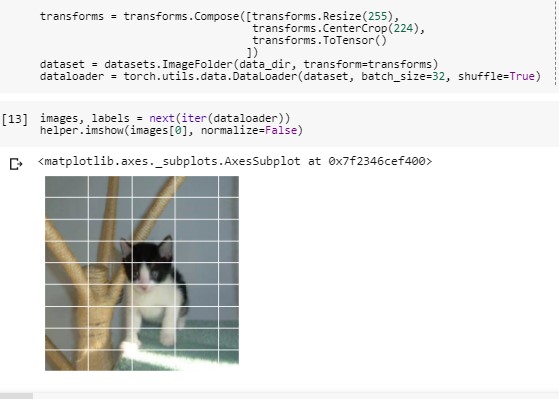 transforms = transforms.Compose([transforms.Resize(255),
transforms.CenterCrop(224),
transforms.ToTensor()
])
dataset = datasets.ImageFolder(data_dir, transform=transforms)
dataloader = torch.utils.data.DataLoader(dataset, batch_size=32, shuffle=True)
[13] images, labels = next(iter(dataloader))
helper.imshow(images[0], normalize=False)
<matplotlib.axes._subplots.AxesSubplot at 0x7f2346cef400>